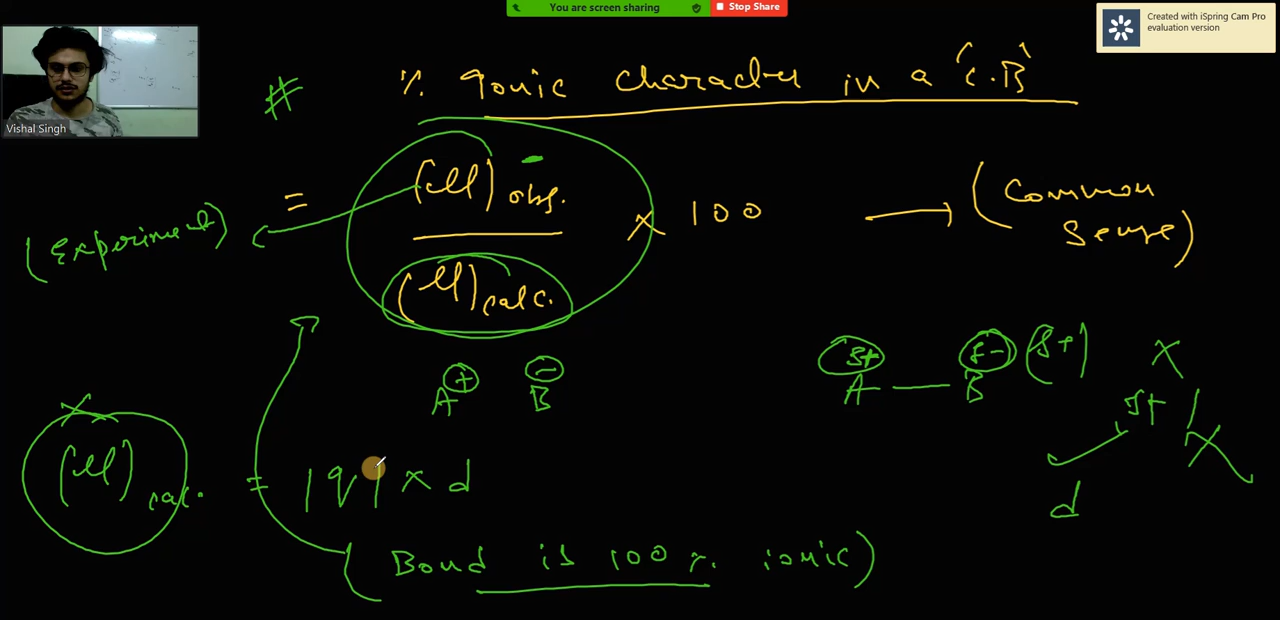 You are screen sharing Stop Share
Created with iSpring Cam Pro
evaluation version
Vishal Singh
# % Ionic character in a 'C.B'
(Experiment) = (μ)obs. × 100 → (Common Sense)
(μ)calc.
A⊕ B⊖
δ+ δ-
A — B
(μ)calc. = |q| × d
d
(Bond is 100 % ionic)